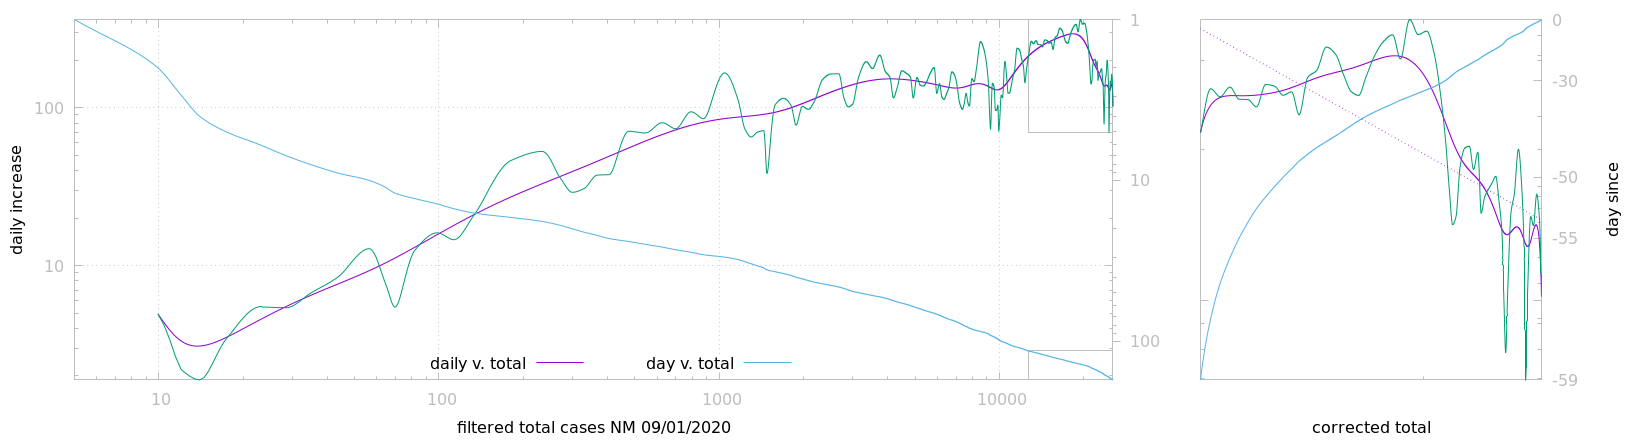 daily increase
100
10
daily v. total
day v. total
10
100
1000
10000
filtered total cases NM 09/01/2020
1
10
100
0
-30
-50
-55
-59
day since
corrected total